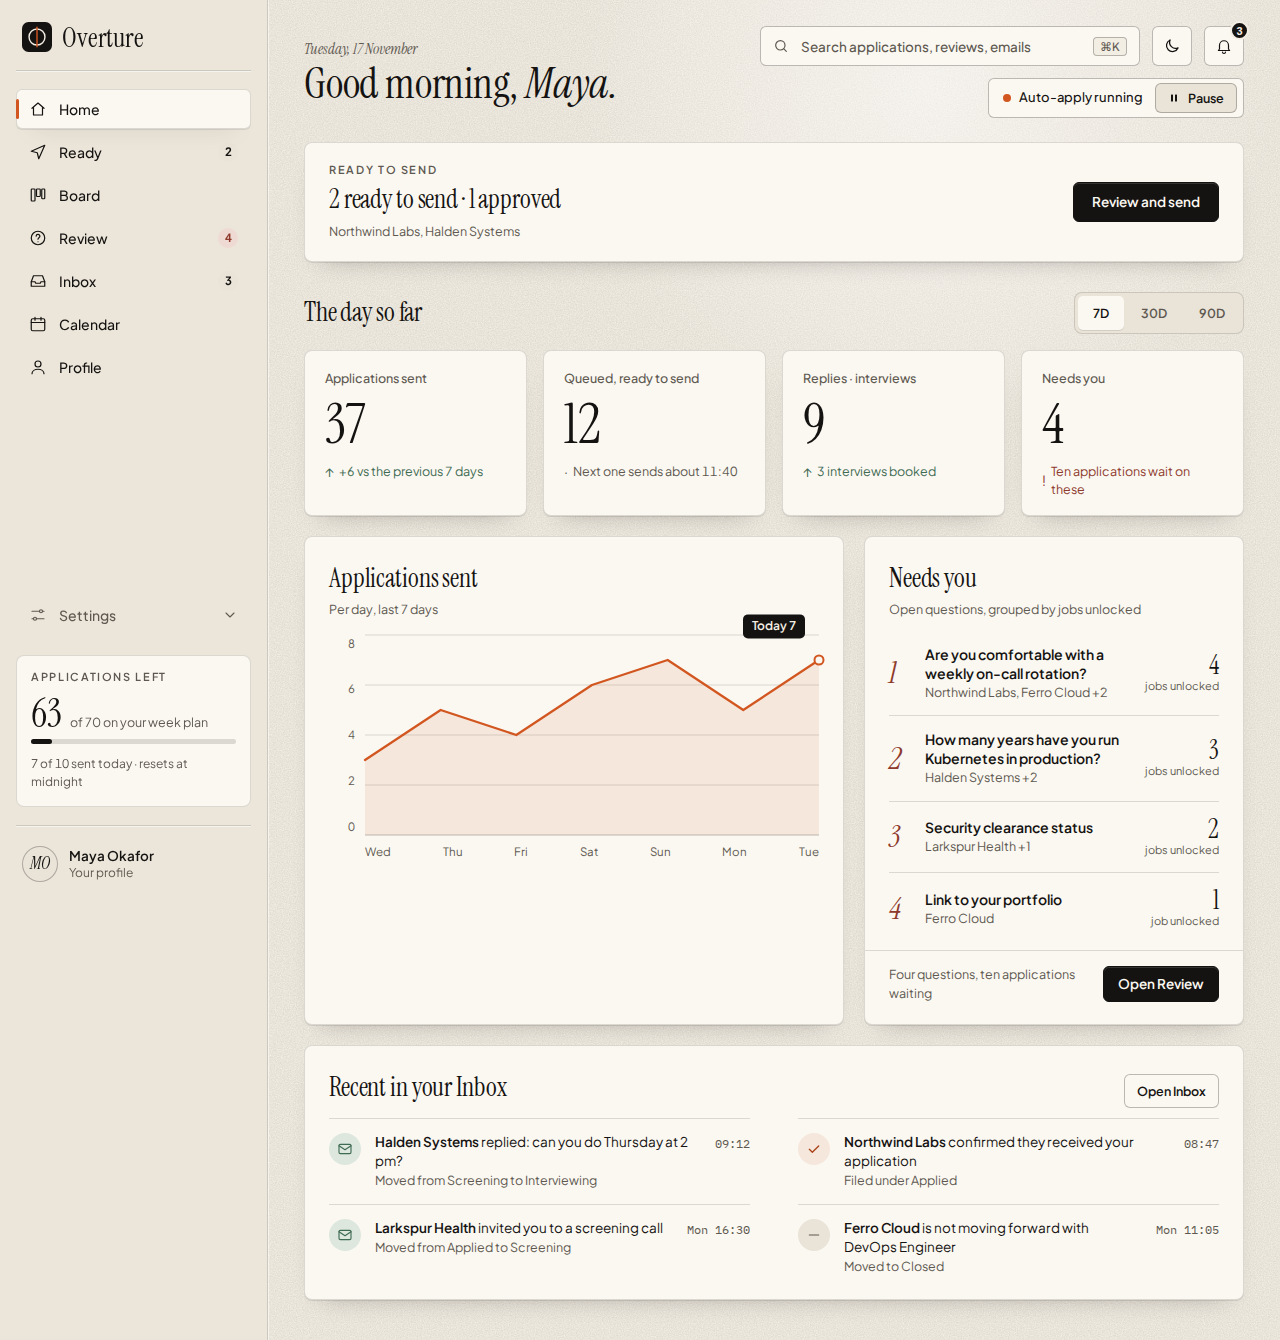 Overture
Home
Ready 2
Board
Review 4
Inbox 3
Calendar
Profile
Settings
APPLICATIONS LEFT
63 of 70 on your week plan
7 of 10 sent today · resets at
midnight
MO
Maya Okafor
Your profile
Tuesday, 17 November
Good morning, Maya.
Search applications, reviews, emails ⌘K
3
Auto-apply running
Pause
READY TO SEND
2 ready to send · 1 approved
Northwind Labs, Halden Systems
Review and send
The day so far
7D 30D 90D
Applications sent
37
↑ +6 vs the previous 7 days
Queued, ready to send
12
· Next one sends about 11:40
Replies · interviews
9
↑ 3 interviews booked
Needs you
4
! Ten applications wait on
these
Applications sent
Per day, last 7 days
Today 7
8
6
4
2
0
Wed Thu Fri Sat Sun Mon Tue
Needs you
Open questions, grouped by jobs unlocked
1
Are you comfortable with a
weekly on-call rotation?
Northwind Labs, Ferro Cloud +2
4
jobs unlocked
2
How many years have you run
Kubernetes in production?
Halden Systems +2
3
jobs unlocked
3
Security clearance status
Larkspur Health +1
2
jobs unlocked
4
Link to your portfolio
Ferro Cloud
1
job unlocked
Four questions, ten applications
waiting
Open Review
Recent in your Inbox
Open Inbox
Halden Systems replied: can you do Thursday at 2
pm?
Moved from Screening to Interviewing
09:12
Northwind Labs confirmed they received your
application
Filed under Applied
08:47
Larkspur Health invited you to a screening call
Moved from Applied to Screening
Mon 16:30
Ferro Cloud is not moving forward with
DevOps Engineer
Moved to Closed
Mon 11:05